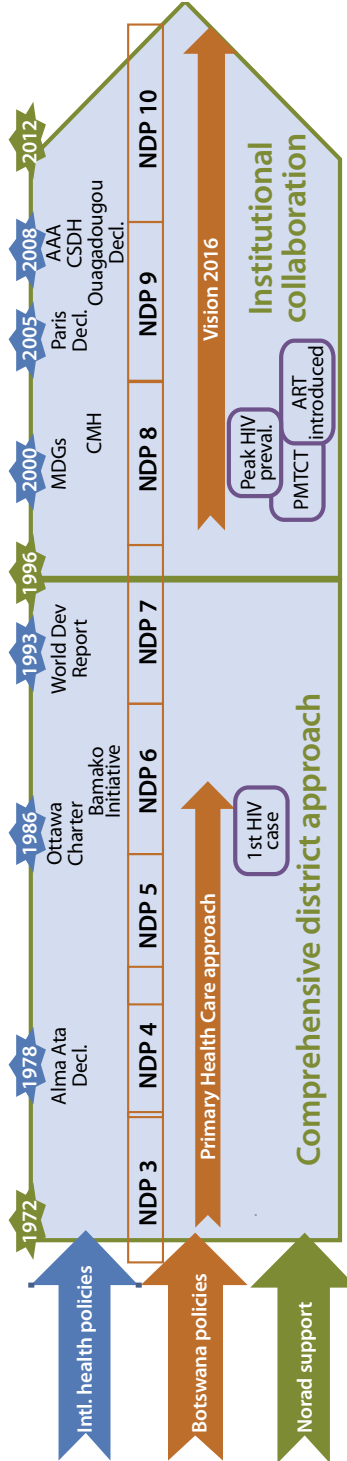 1972
1978
1986
1993
1996
2000
2005
2008
2012
Intl. health policies
Alma Ata
Decl.
Ottawa
Charter
Bamako
Initiative
World Dev
Report
MDGs
CMH
Paris
Decl.
AAA
CSDH
Ouagadougou
Decl.
NDP 3
NDP 4
NDP 5
NDP 6
NDP 7
NDP 8
NDP 9
NDP 10
Botswana policies
Primary Health Care approach
Vision 2016
1st HIV
case
Peak HIV
preval.
PMTCT
ART
introduced
Norad support
Comprehensive district approach
Institutional
collaboration